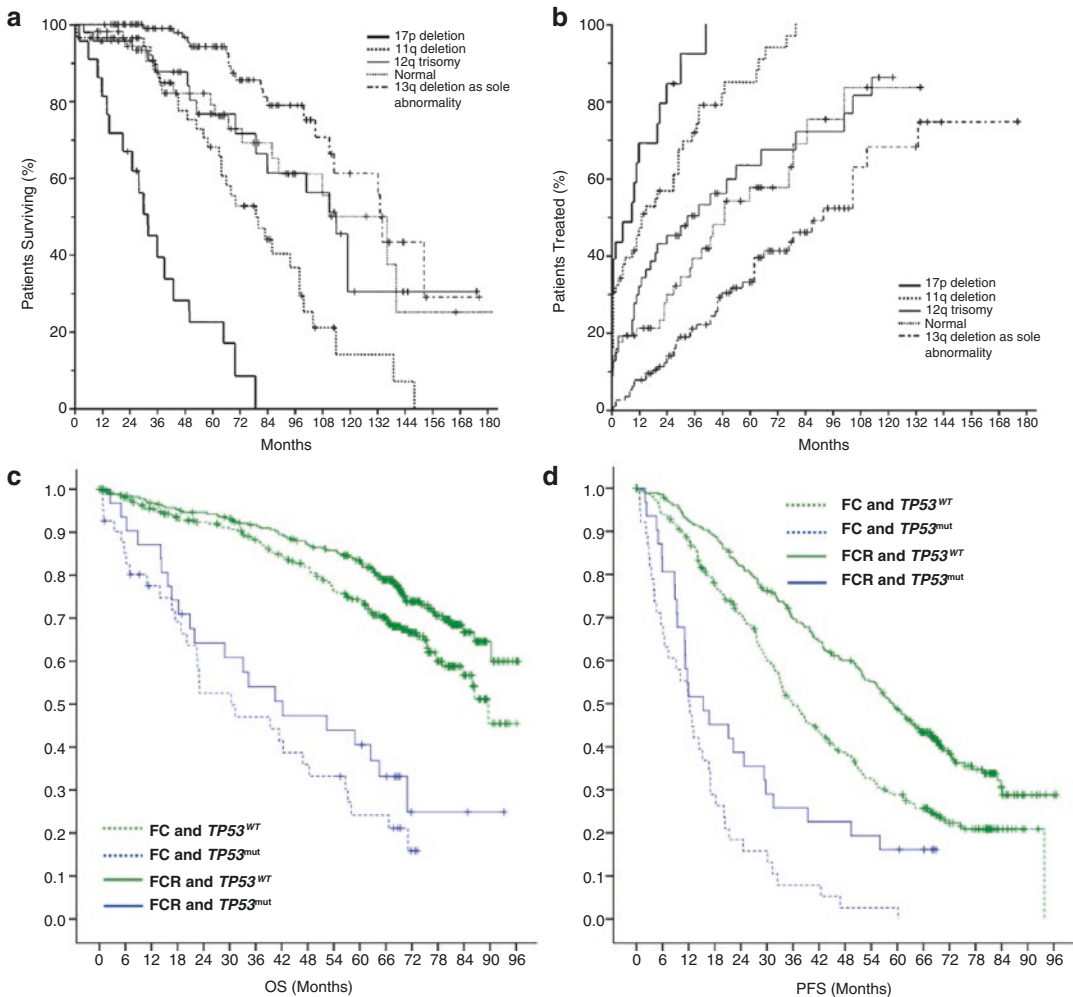 a
Patients Surviving (%)
100
80
60
40
20
0
17p deletion
11q deletion
12q trisomy
Normal
13q deletion as sole
abnormality
0 12 24 36 48 60 72 84 96 108 120 132 144 156 168 180
Months
b
Patients Treated (%)
100
80
60
40
20
0
17p deletion
11q deletion
12q trisomy
Normal
13q deletion as sole
abnormality
0 12 24 36 48 60 72 84 96 108 120 132 144 156 168 180
Months
c
1.0
0.9
0.8
0.7
0.6
0.5
0.4
0.3
0.2
0.1
0.0
FC and TP53WT
FC and TP53mut
FCR and TP53WT
FCR and TP53mut
0 6 12 18 24 30 36 42 48 54 60 66 72 78 84 90 96
OS (Months)
d
1.0
0.9
0.8
0.7
0.6
0.5
0.4
0.3
0.2
0.1
0.0
FC and TP53WT
FC and TP53mut
FCR and TP53WT
FCR and TP53mut
0 6 12 18 24 30 36 42 48 54 60 66 72 78 84 90 96
PFS (Months)